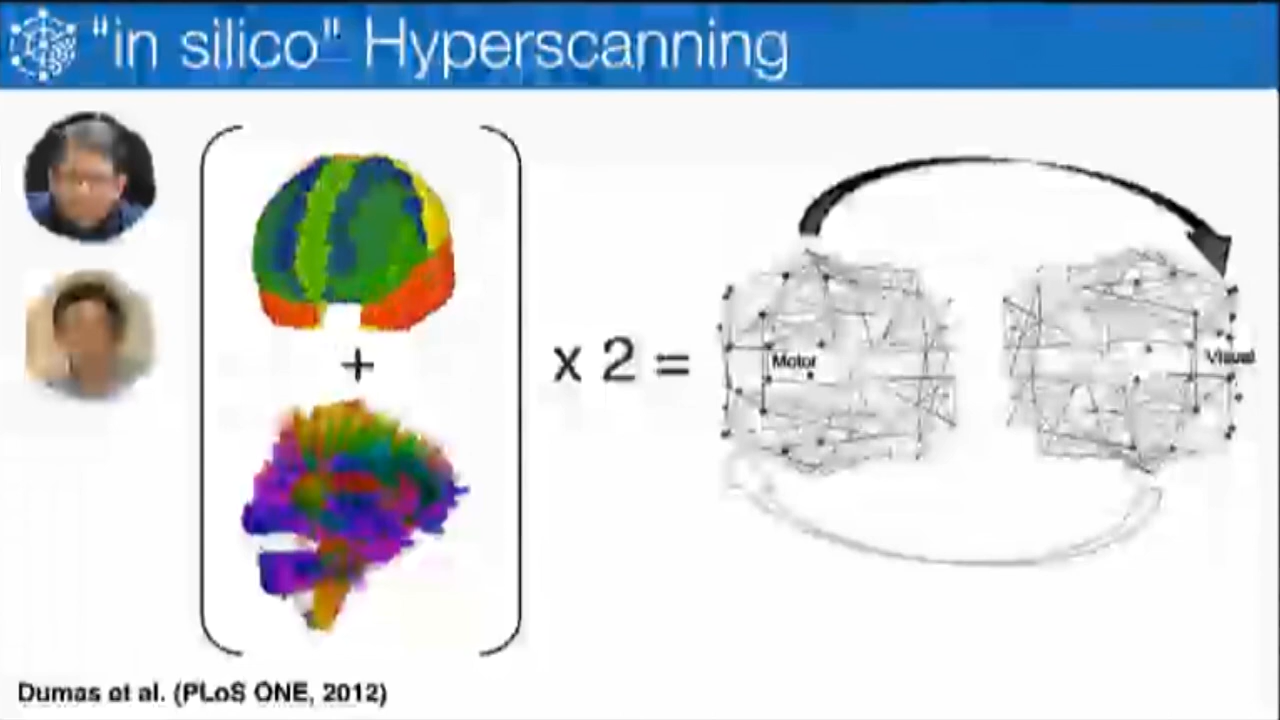 "in silico" Hyperscanning
+
x 2 =
Motor
Visual
Dumas et al. (PLoS ONE, 2012)